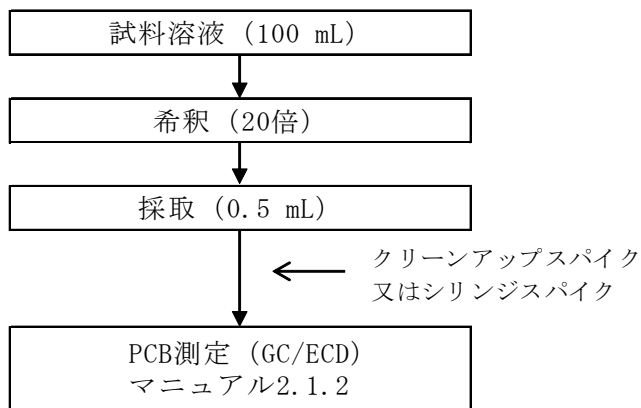 試料溶液 (100 mL)
希釈 (20倍)
採取 (0.5 mL)
クリーンアップスパイク
又はシリンジスパイク
PCB測定 (GC/ECD)
マニュアル2.1.2